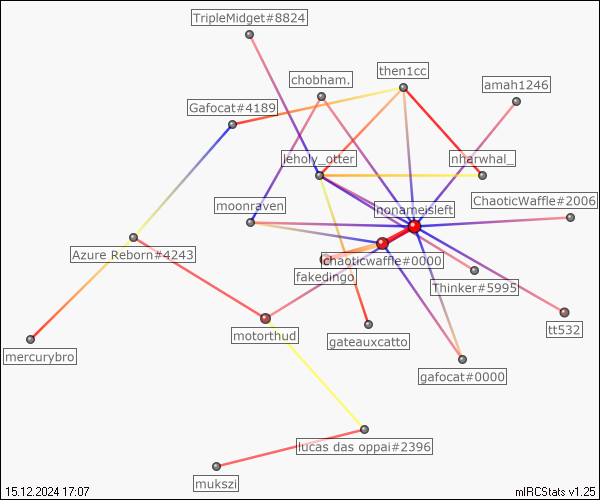 TripleMidget#8824
then1cc
chobham.
amah1246
Gafocat#4189
leholy_otter
nharwhal_
ChaoticWaffle#2006
moonraven
nonameisleft
Azure Reborn#4243
chaoticwaffle#0000
fakedingo
Thinker#5995
tt532
motorthud
gateauxcatto
mercurybro
gafocat#0000
lucas das oppai#2396
mukszi
15.12.2024 17:07
mIRCStats v1.25